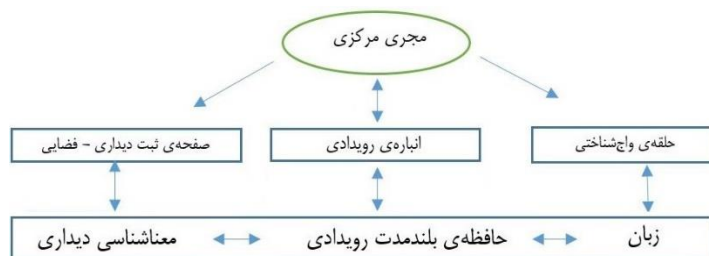 مجری مرکزی
حلقه‌ی واج‌شناختی
انباره‌ی رویدادی
صفحه‌ی ثبت دیداری – فضایی
زبان
حافظه‌ی بلندمدت رویدادی
معناشناسی دیداری